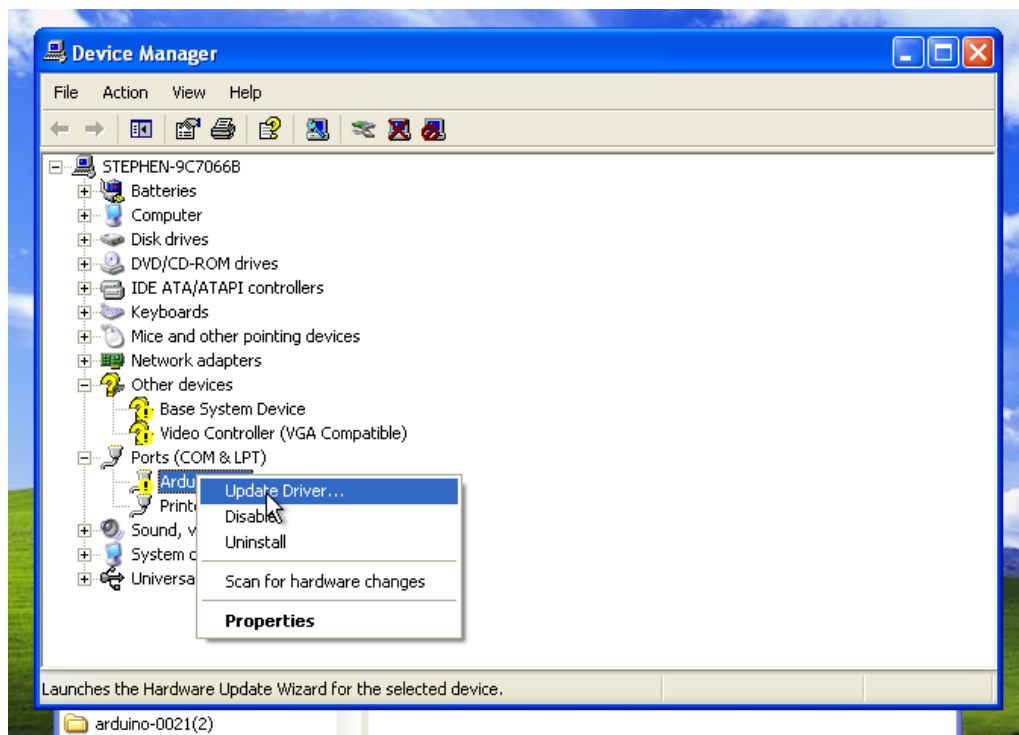 Device Manager
File Action View Help
STEPHEN-9C7066B
Batteries
Computer
Disk drives
DVD/CD-ROM drives
IDE ATA/ATAPI controllers
Keyboards
Mice and other pointing devices
Network adapters
Other devices
Base System Device
Video Controller (VGA Compatible)
Ports (COM & LPT)
Update Driver...
Disable
Uninstall
Sound,
System
Scan for hardware changes
Properties
Launches the Hardware Update Wizard for the selected device.
arduino-0021(2)